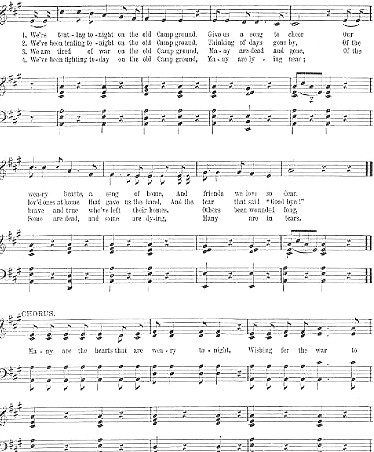 1. We're tent-ing to-night on the old Camp ground, Give us a song to cheer Our
2. We've been tenting to-night on the old Camp ground, Thinking of days gone by, Of the
3. We are tired of war on the old Camp ground, Ma-ny are dead and gone, Of the
4. We've been fighting to-day on the old Camp ground, Ma-ny are ly-ing near;
wea-ry hearts, a song of home, And friends we love so dear.
lov'd ones at home that gave us the hand, And the tear that said "Good bye!"
brave and true who've left their homes, Others been wounded long.
Some are dead, and some are dy-ing, Many are in tears.
CHORUS.
Ma-ny are the hearts that are wea-ry to-night, Wishing for the war to